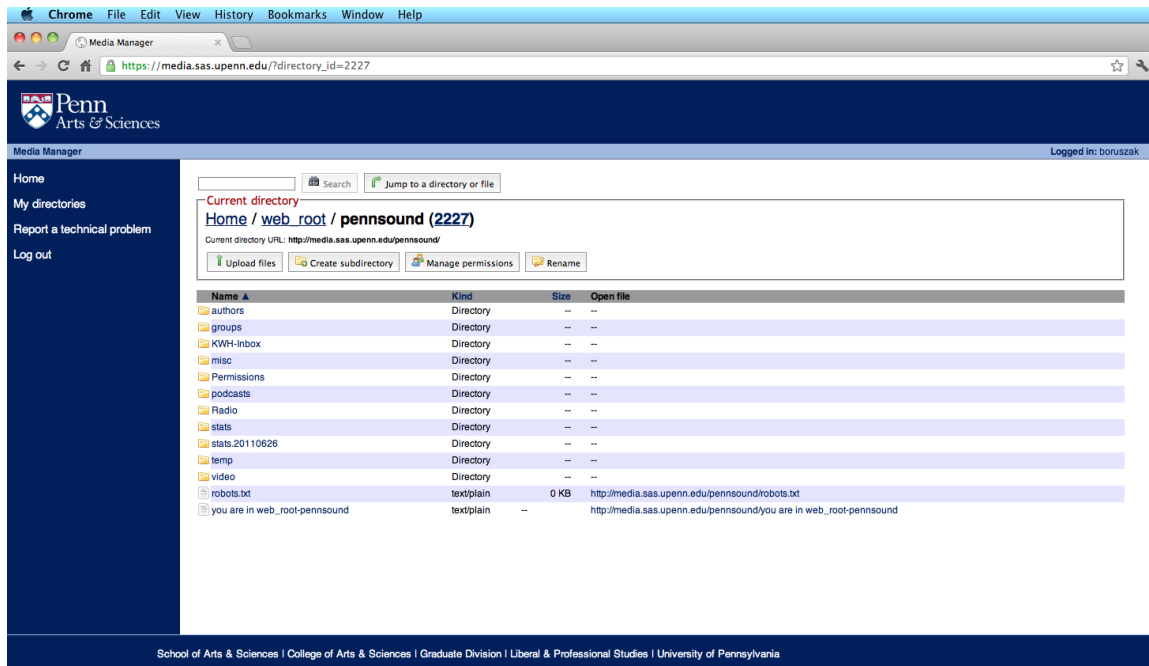 Chrome File Edit View History Bookmarks Window Help
Media Manager
https://media.sas.upenn.edu/?directory_id=2227
Penn
Arts & Sciences
Media Manager Logged in: boruszak
Home
My directories
Report a technical problem
Log out
Search Jump to a directory or file
Current directory
Home / web_root / pennsound (2227)
Current directory URL: http://media.sas.upenn.edu/pennsound/
Upload files Create subdirectory Manage permissions Rename
Name ▲ Kind Size Open file
authors Directory -- --
groups Directory -- --
KWH-Inbox Directory -- --
misc Directory -- --
Permissions Directory -- --
podcasts Directory -- --
Radio Directory -- --
stats Directory -- --
stats.20110626 Directory -- --
temp Directory -- --
video Directory -- --
robots.txt text/plain 0 KB http://media.sas.upenn.edu/pennsound/robots.txt
you are in web_root-pennsound text/plain -- http://media.sas.upenn.edu/pennsound/you are in web_root-pennsound
School of Arts & Sciences | College of Arts & Sciences | Graduate Division | Liberal & Professional Studies | University of Pennsylvania